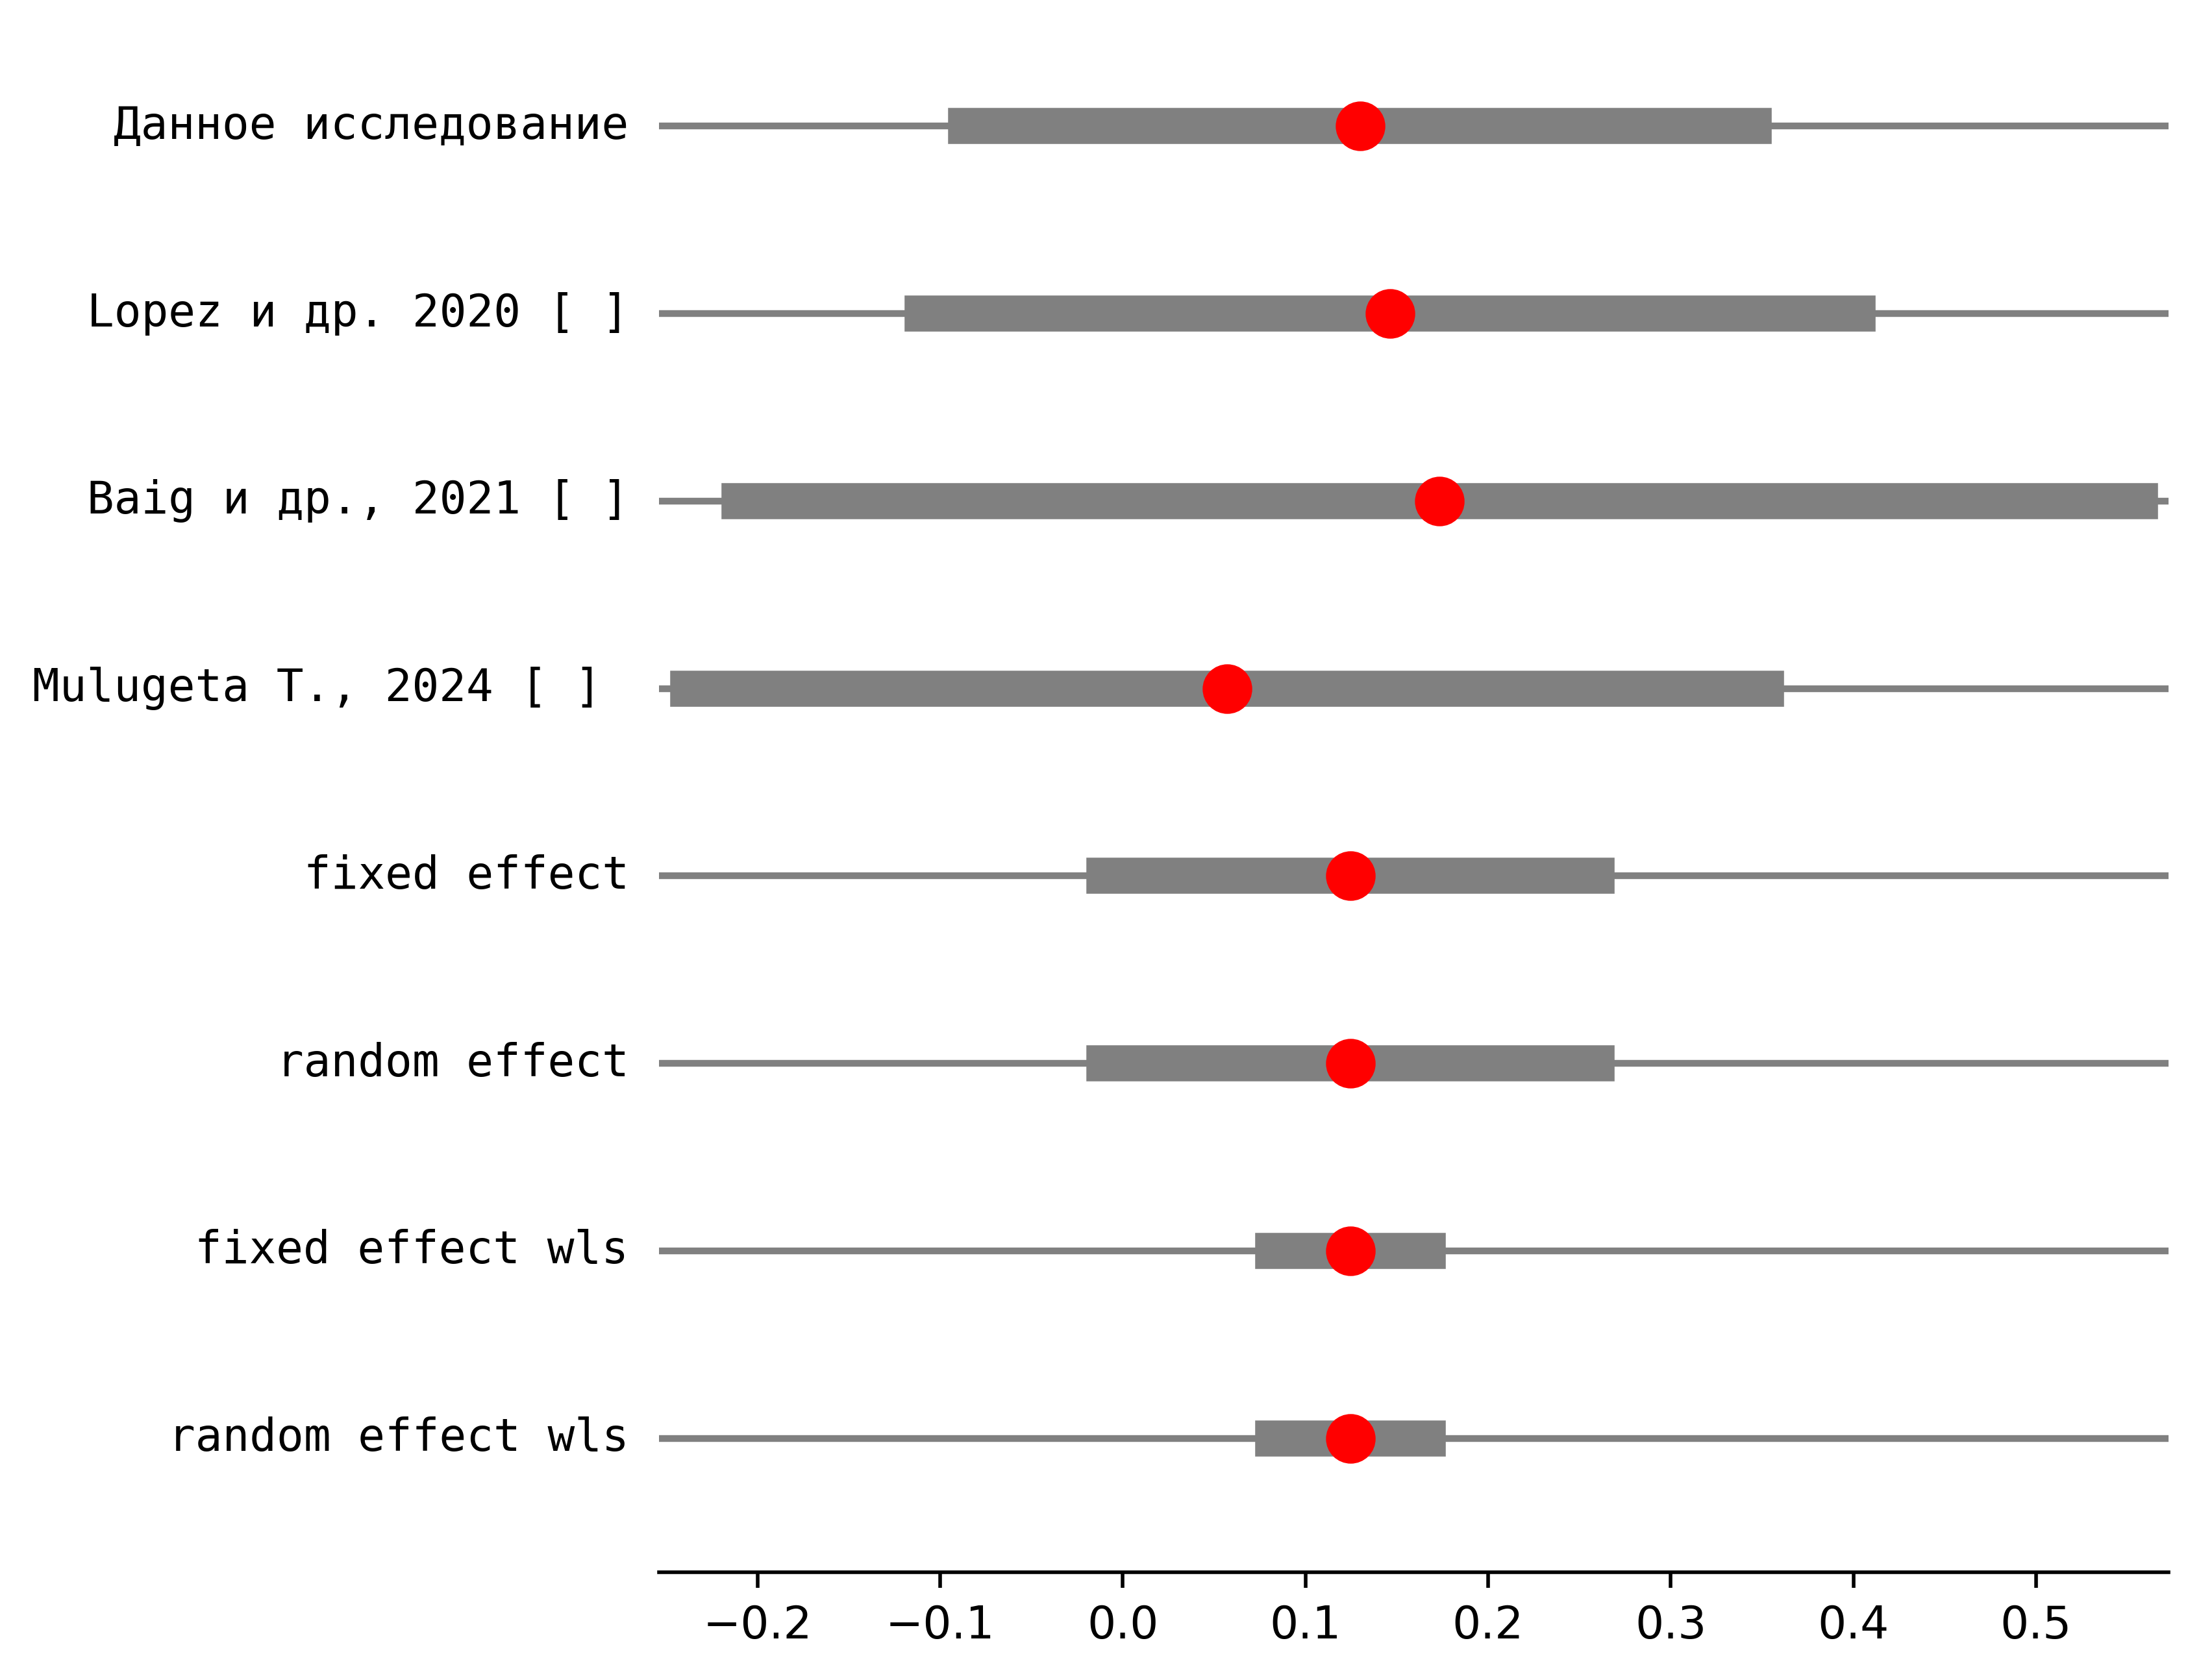 Данное исследование
Lopez и др. 2020 [ ]
Baig и др., 2021 [ ]
Mulugeta T., 2024 [ ]
fixed effect
random effect
fixed effect wls
random effect wls
−0.2 −0.1 0.0 0.1 0.2 0.3 0.4 0.5